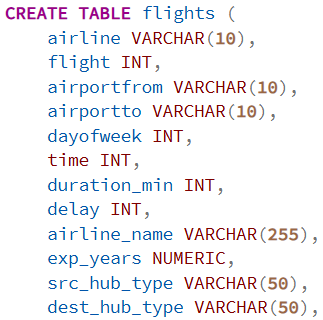 CREATE TABLE flights (
    airline VARCHAR(10),
    flight INT,
    airportfrom VARCHAR(10),
    airportto VARCHAR(10),
    dayofweek INT,
    time INT,
    duration_min INT,
    delay INT,
    airline_name VARCHAR(255),
    exp_years NUMERIC,
    src_hub_type VARCHAR(50),
    dest_hub_type VARCHAR(50),